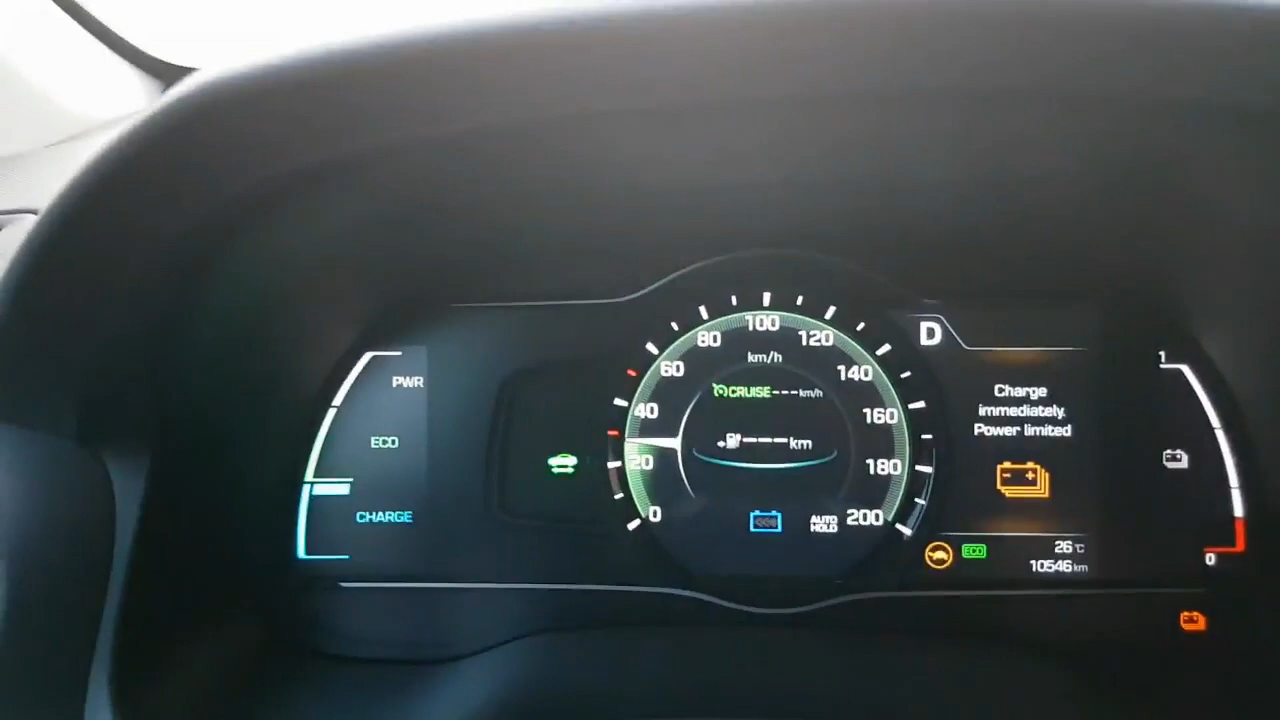 PWR
ECO
CHARGE
0
20
40
60
80
100
120
140
160
180
200
km/h
CRUISE---km/h
---km
AUTO
HOLD
D
Charge
immediately.
Power limited
ECO
26°C
10546 km
1
0